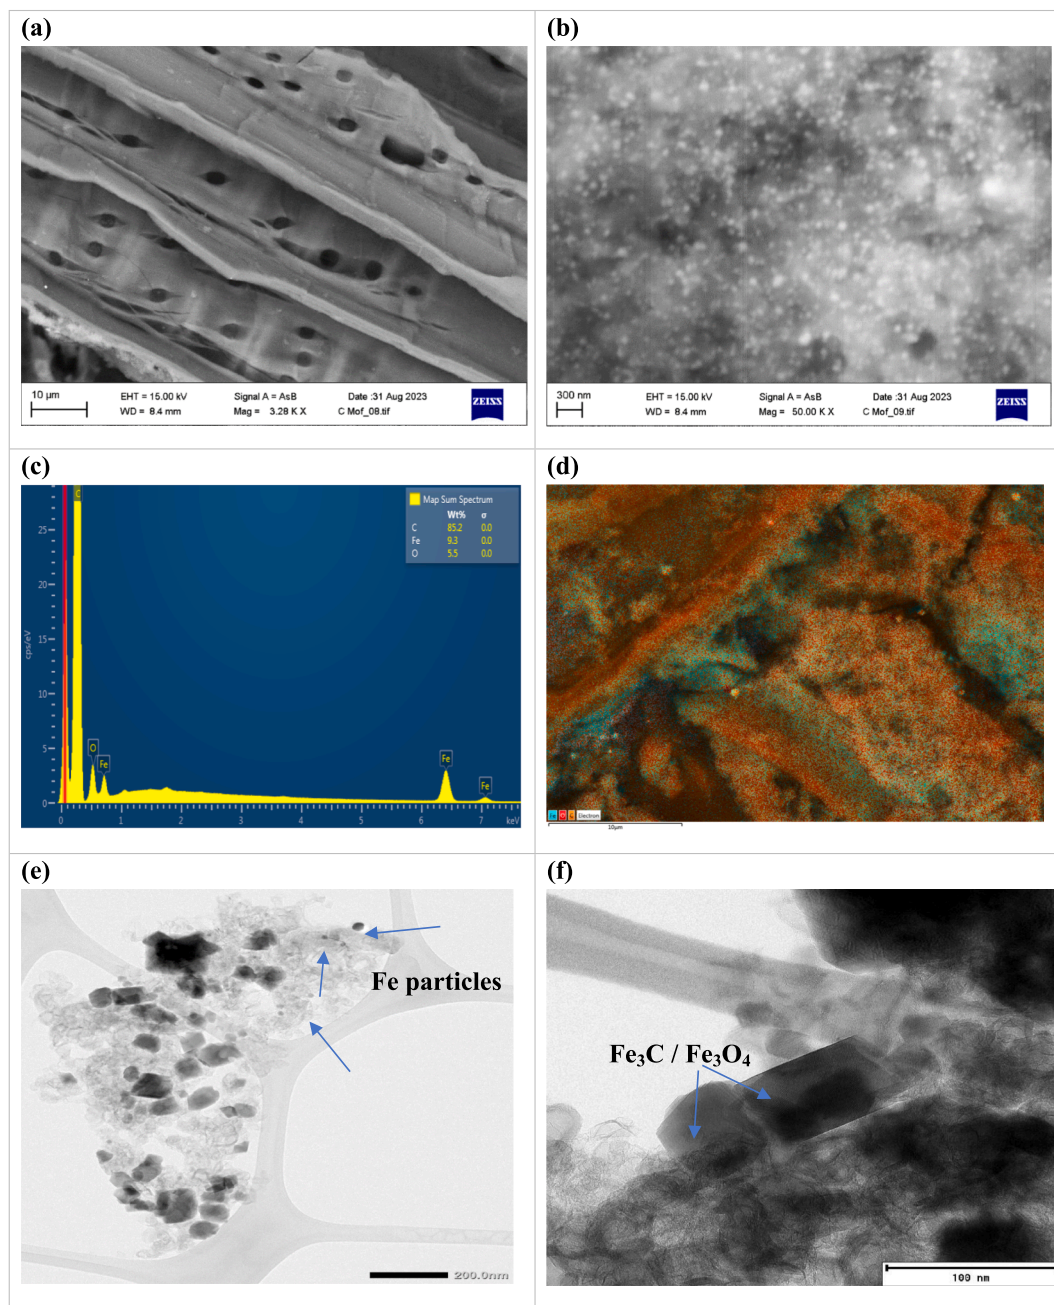 (a)
10 µm
EHT = 15.00 kV
WD = 8.4 mm
Signal A = AsB
Mag = 3.28 K X
Date :31 Aug 2023
C Mof_08.tif
ZEISS
(b)
300 nm
EHT = 15.00 kV
WD = 8.4 mm
Signal A = AsB
Mag = 50.00 K X
Date :31 Aug 2023
C Mof_09.tif
ZEISS
(c)
Map Sum Spectrum
Wt% σ
C 85.2 0.0
Fe 9.3 0.0
O 5.5 0.0
cps/eV
25
20
15
10
5
0
C
O
Fe
Fe
Fe
0 1 2 3 4 5 6 7 keV
(d)
Fe O C Electron
10µm
(e)
Fe particles
200.0nm
(f)
Fe₃C / Fe₃O₄
100 nm